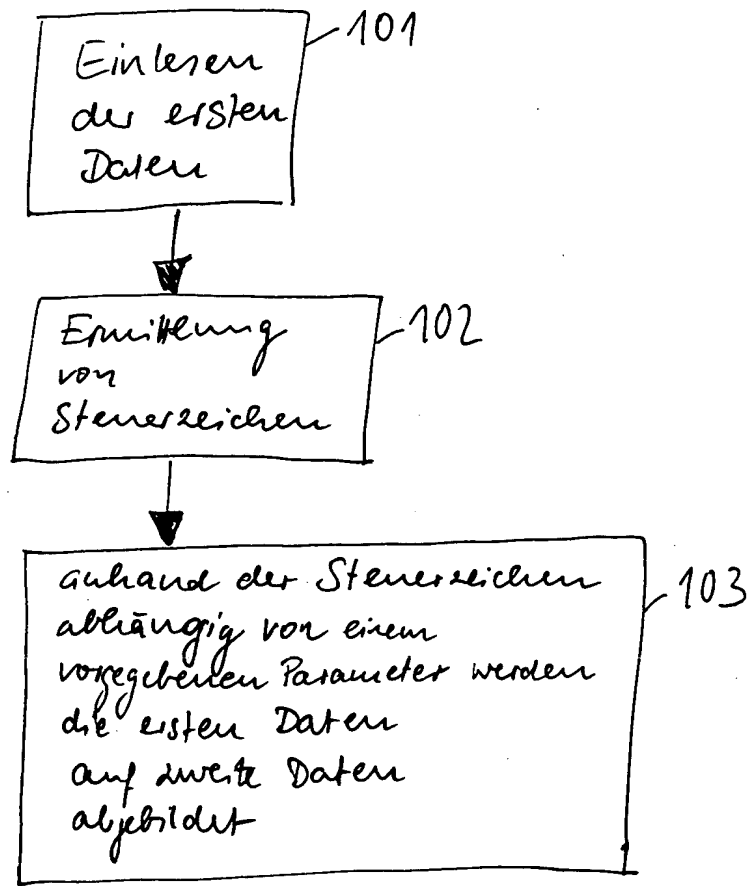 Einlesen
der ersten
Daten
101
Ermittlung
von
Steuerzeichen
102
anhand der Steuerzeichen
abhängig von einem
vorgegebenen Parameter werden
die ersten Daten
auf zweite Daten
abgebildet
103